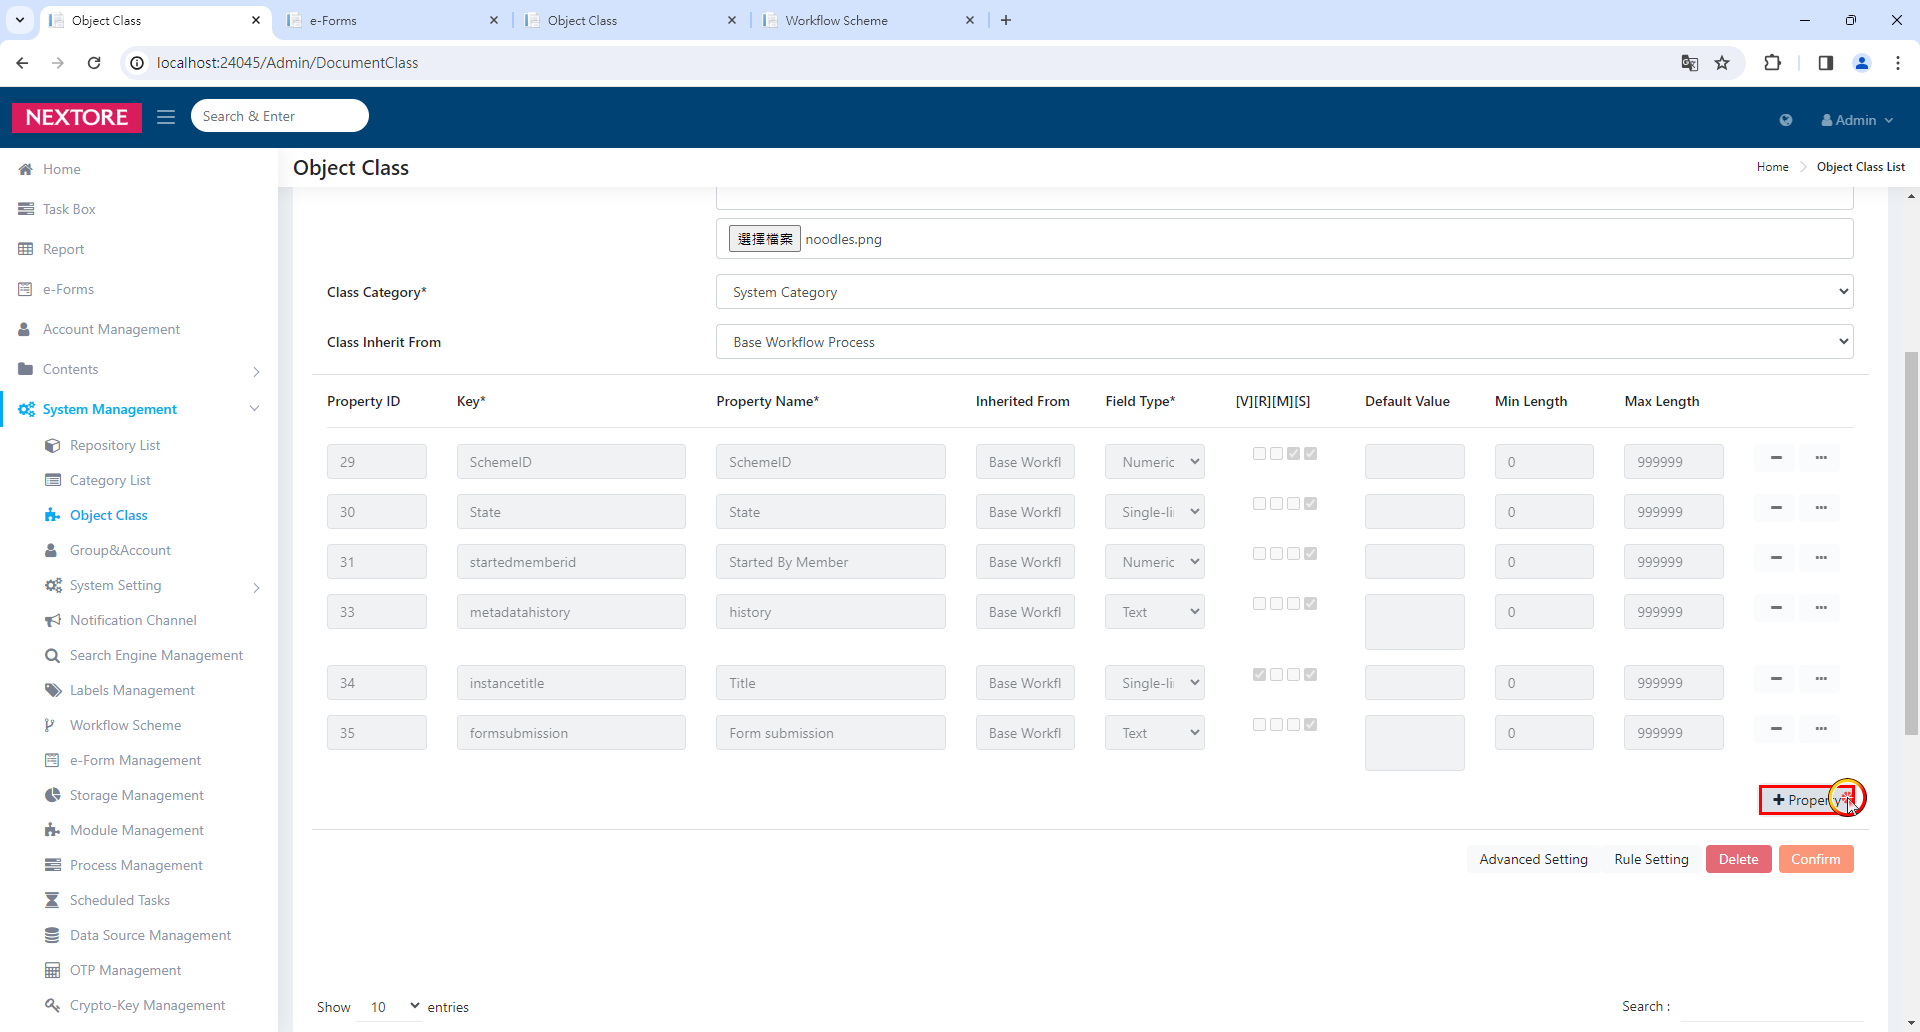 Object Class
e-Forms
Object Class
Workflow Scheme
localhost:24045/Admin/DocumentClass
NEXTORE
Search & Enter
Admin
Home
Task Box
Report
e-Forms
Account Management
Contents
System Management
Repository List
Category List
Object Class
Group&Account
System Setting
Notification Channel
Search Engine Management
Labels Management
Workflow Scheme
e-Form Management
Storage Management
Module Management
Process Management
Scheduled Tasks
Data Source Management
OTP Management
Crypto-Key Management
Object Class
Home Object Class List
選擇檔案 noodles.png
Class Category* System Category
Class Inherit From Base Workflow Process
Property ID Key* Property Name* Inherited From Field Type* [V][R][M][S] Default Value Min Length Max Length
29 SchemeID SchemeID Base Workfl Numeric 0 999999
30 State State Base Workfl Single-li 0 999999
31 startedmemberid Started By Member Base Workfl Numeric 0 999999
33 metadatahistory history Base Workfl Text 0 999999
34 instancetitle Title Base Workfl Single-li 0 999999
35 formsubmission Form submission Base Workfl Text 0 999999
Property
Advanced Setting Rule Setting Delete Confirm
Show 10 entries
Search :